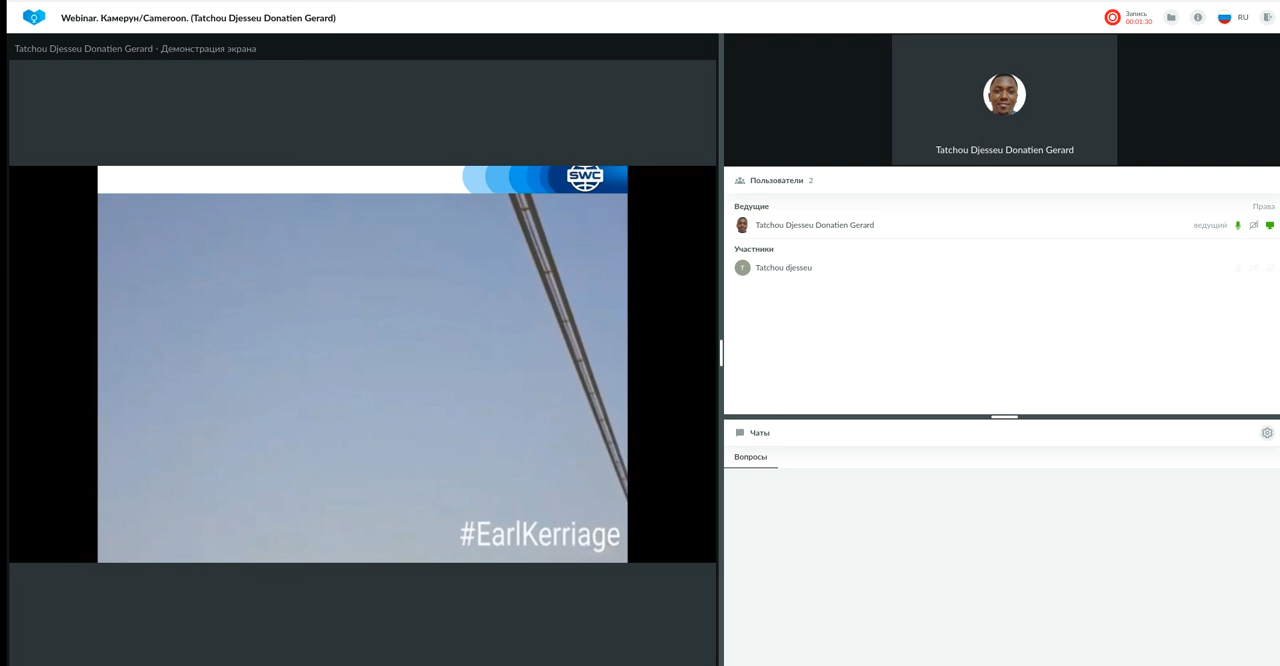 Webinar. Камерун/Cameroon. (Tatchou Djesseu Donatien Gerard)
Запись
00:01:30
RU
Tatchou Djesseu Donatien Gerard - Демонстрация экрана
SWC
#EarlKerriage
Tatchou Djesseu Donatien Gerard
Пользователи 2
Ведущие Права
Tatchou Djesseu Donatien Gerard ведущий
Участники
T Tatchou djesseu
Чаты
Вопросы